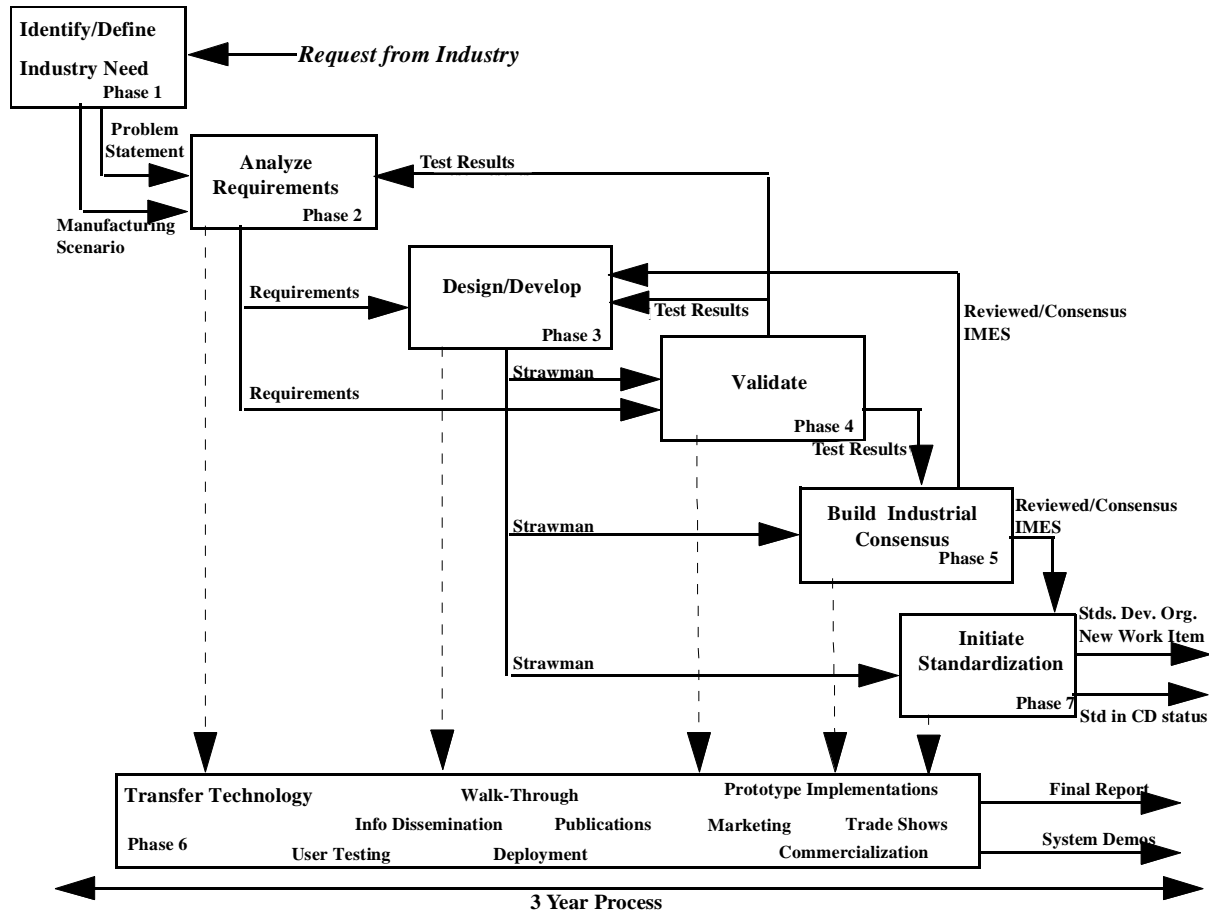 Identify/Define
Industry Need
Phase 1
Request from Industry
Problem
Statement
Manufacturing
Scenario
Analyze
Requirements
Phase 2
Test Results
Requirements
Design/Develop
Phase 3
Test Results
Reviewed/Consensus
IMES
Strawman
Requirements
Validate
Phase 4
Test Results
Strawman
Build Industrial
Consensus
Phase 5
Reviewed/Consensus
IMES
Strawman
Initiate
Standardization
Phase 7
Stds. Dev. Org.
New Work Item
Std in CD status
Transfer Technology
Phase 6
Walk-Through
Prototype Implementations
Info Dissemination
Publications
Marketing
Trade Shows
User Testing
Deployment
Commercialization
Final Report
System Demos
3 Year Process